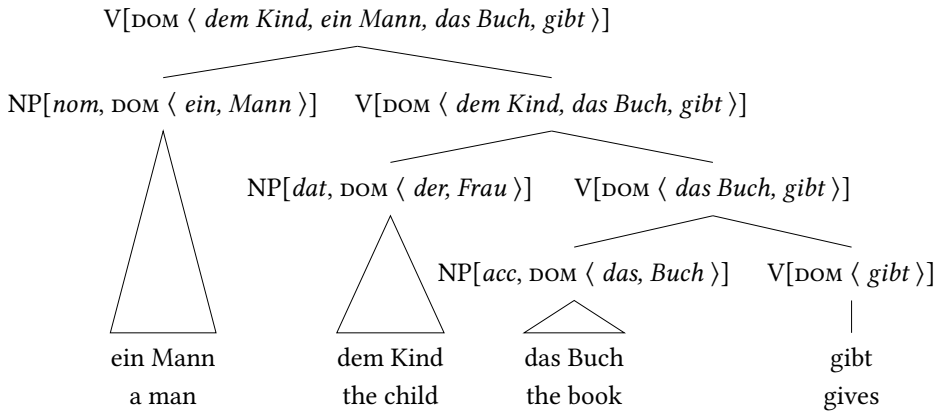 V[DOM ⟨ dem Kind, ein Mann, das Buch, gibt ⟩]
NP[nom, DOM ⟨ ein, Mann ⟩] V[DOM ⟨ dem Kind, das Buch, gibt ⟩]
NP[dat, DOM ⟨ der, Frau ⟩] V[DOM ⟨ das Buch, gibt ⟩]
NP[acc, DOM ⟨ das, Buch ⟩] V[DOM ⟨ gibt ⟩]
ein Mann dem Kind das Buch gibt
a man the child the book gives